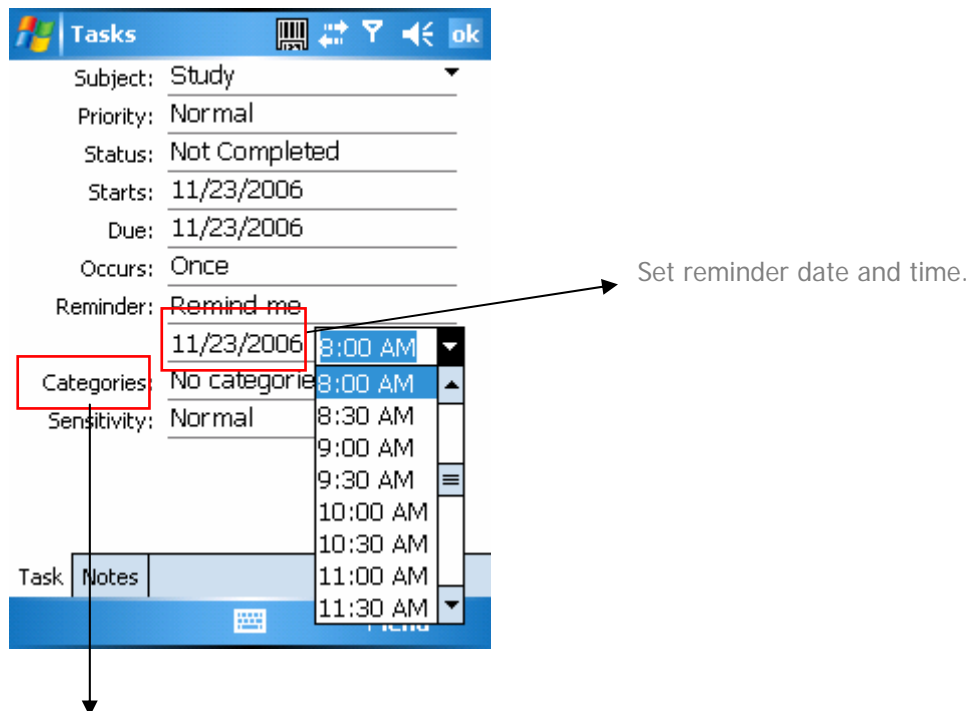 Tasks ok
Subject: Study
Priority: Normal
Status: Not Completed
Starts: 11/23/2006
Due: 11/23/2006
Occurs: Once
Set reminder date and time.
Reminder: Remind me
11/23/2006 8:00 AM
Categories: No categorie
8:00 AM
Sensitivity: Normal
8:30 AM
9:00 AM
9:30 AM
10:00 AM
10:30 AM
11:00 AM
11:30 AM
Task Notes